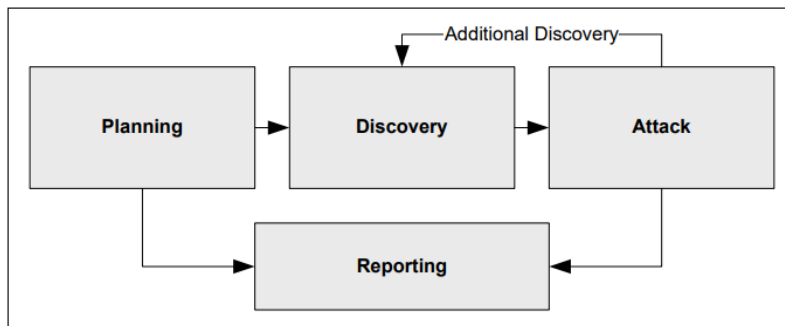 Additional Discovery
Planning
Discovery
Attack
Reporting